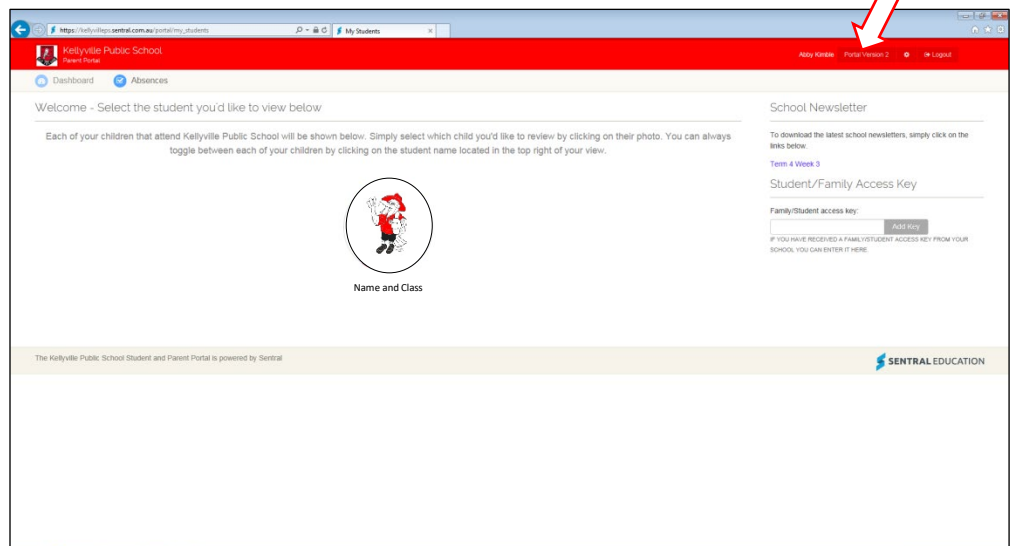 https://kellyvilleps.sentral.com.au/portal/my_students
My Students
Kellyville Public School
Parent Portal
Abby Kimble Portal Version 2 Logout
Dashboard Absences
Welcome - Select the student you'd like to view below
Each of your children that attend Kellyville Public School will be shown below. Simply select which child you'd like to review by clicking on their photo. You can always
toggle between each of your children by clicking on the student name located in the top right of your view.
Name and Class
School Newsletter
To download the latest school newsletters, simply click on the
links below.
Term 4 Week 3
Student/Family Access Key
Family/Student access key:
Add Key
IF YOU HAVE RECEIVED A FAMILY/STUDENT ACCESS KEY FROM YOUR
SCHOOL YOU CAN ENTER IT HERE.
The Kellyville Public School Student and Parent Portal is powered by Sentral
SENTRAL EDUCATION